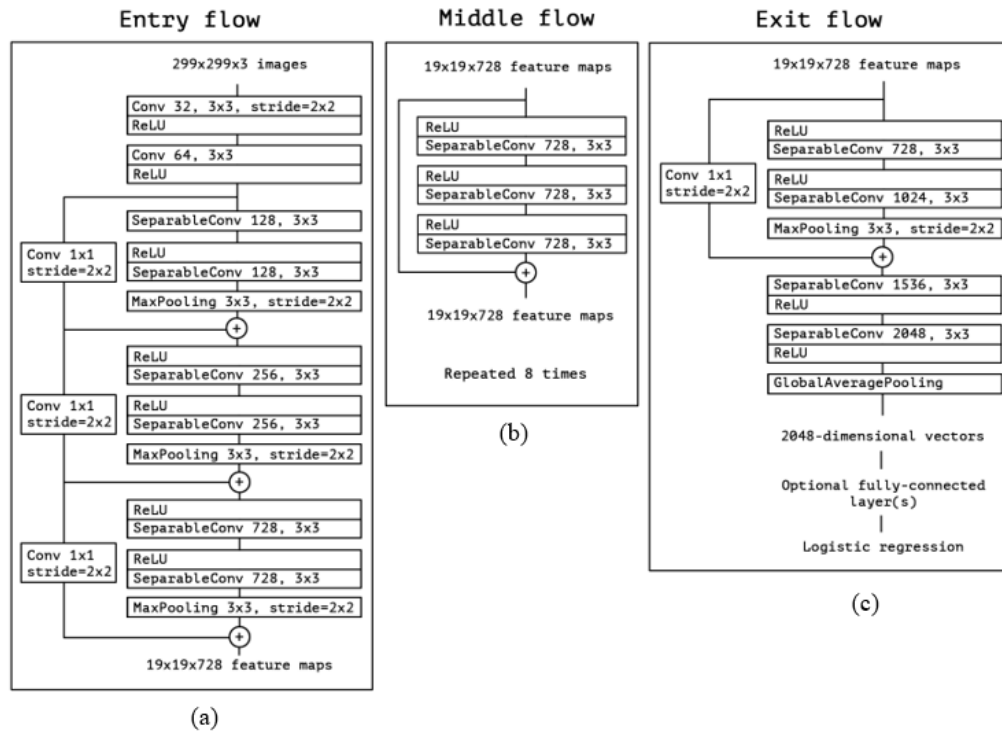 Entry flow
299x299x3 images
Conv 32, 3x3, stride=2x2
ReLU
Conv 64, 3x3
ReLU
SeparableConv 128, 3x3
Conv 1x1
stride=2x2
ReLU
SeparableConv 128, 3x3
MaxPooling 3x3, stride=2x2
+
ReLU
SeparableConv 256, 3x3
Conv 1x1
stride=2x2
ReLU
SeparableConv 256, 3x3
MaxPooling 3x3, stride=2x2
+
ReLU
SeparableConv 728, 3x3
Conv 1x1
stride=2x2
ReLU
SeparableConv 728, 3x3
MaxPooling 3x3, stride=2x2
+
19x19x728 feature maps
(a)
Middle flow
19x19x728 feature maps
ReLU
SeparableConv 728, 3x3
ReLU
SeparableConv 728, 3x3
ReLU
SeparableConv 728, 3x3
+
19x19x728 feature maps
Repeated 8 times
(b)
Exit flow
19x19x728 feature maps
ReLU
SeparableConv 728, 3x3
Conv 1x1
stride=2x2
ReLU
SeparableConv 1024, 3x3
MaxPooling 3x3, stride=2x2
+
SeparableConv 1536, 3x3
ReLU
SeparableConv 2048, 3x3
ReLU
GlobalAveragePooling
2048-dimensional vectors
Optional fully-connected
layer(s)
Logistic regression
(c)